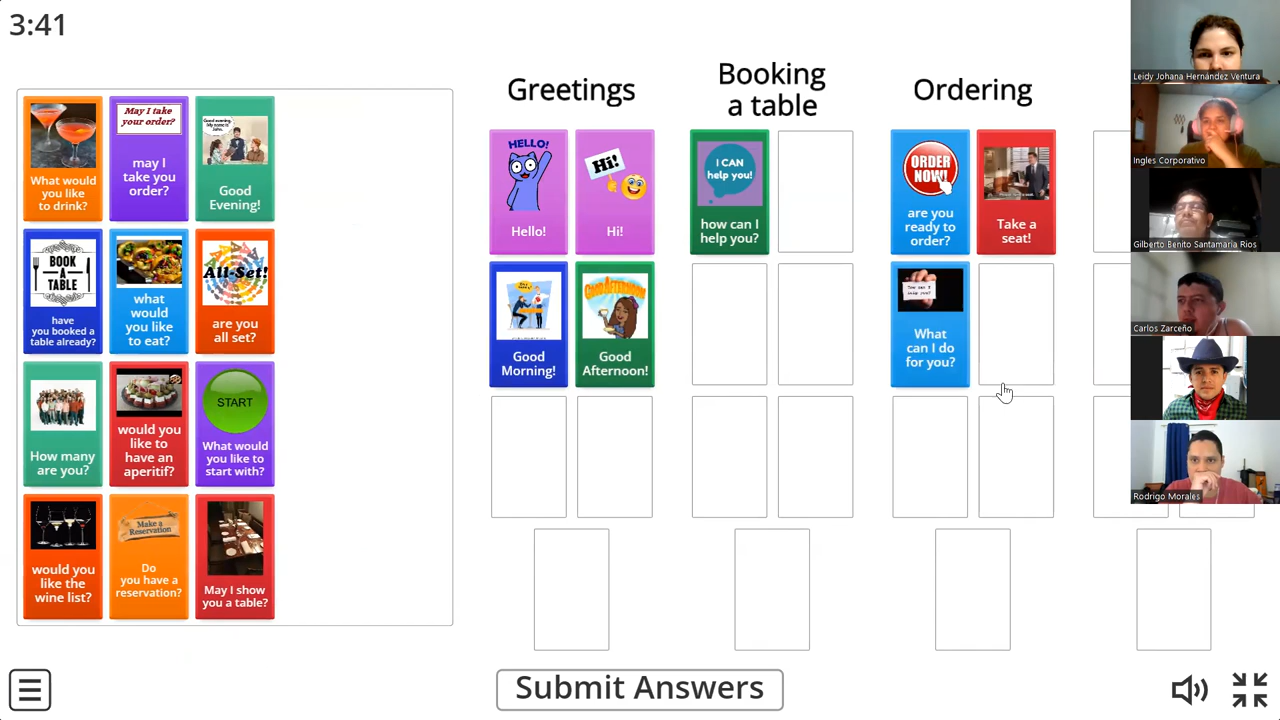 3:41
Greetings
Booking
a table
Ordering
May I take
your order?
What would
you like
to drink?
may I
take you
order?
Good evening.
My name is
John.
Good
Evening!
BOOK
A
TABLE
have
you booked a
table already?
what
would
you like
to eat?
All-Set!
are you
all set?
How many
are you?
would you
like to
have an
aperitif?
START
What would
you like to
start with?
would you
like the
wine list?
Make a
Reservation
Do
you have a
reservation?
May I show
you a table?
HELLO!
Hello!
Hi!
Hi!
Good
Morning!
GOOD AFTERNOON
Good
Afternoon!
I CAN
help you!
how can I
help you?
ORDER
NOW!
are you
ready to
order?
Take a
seat!
What
can I do
for you?
Submit Answers
Leidy Johana Hernández Ventura
Ingles Corporativo
Gilberto Benito Santamaria Rios
Carlos Zarceño
Rodrigo Morales